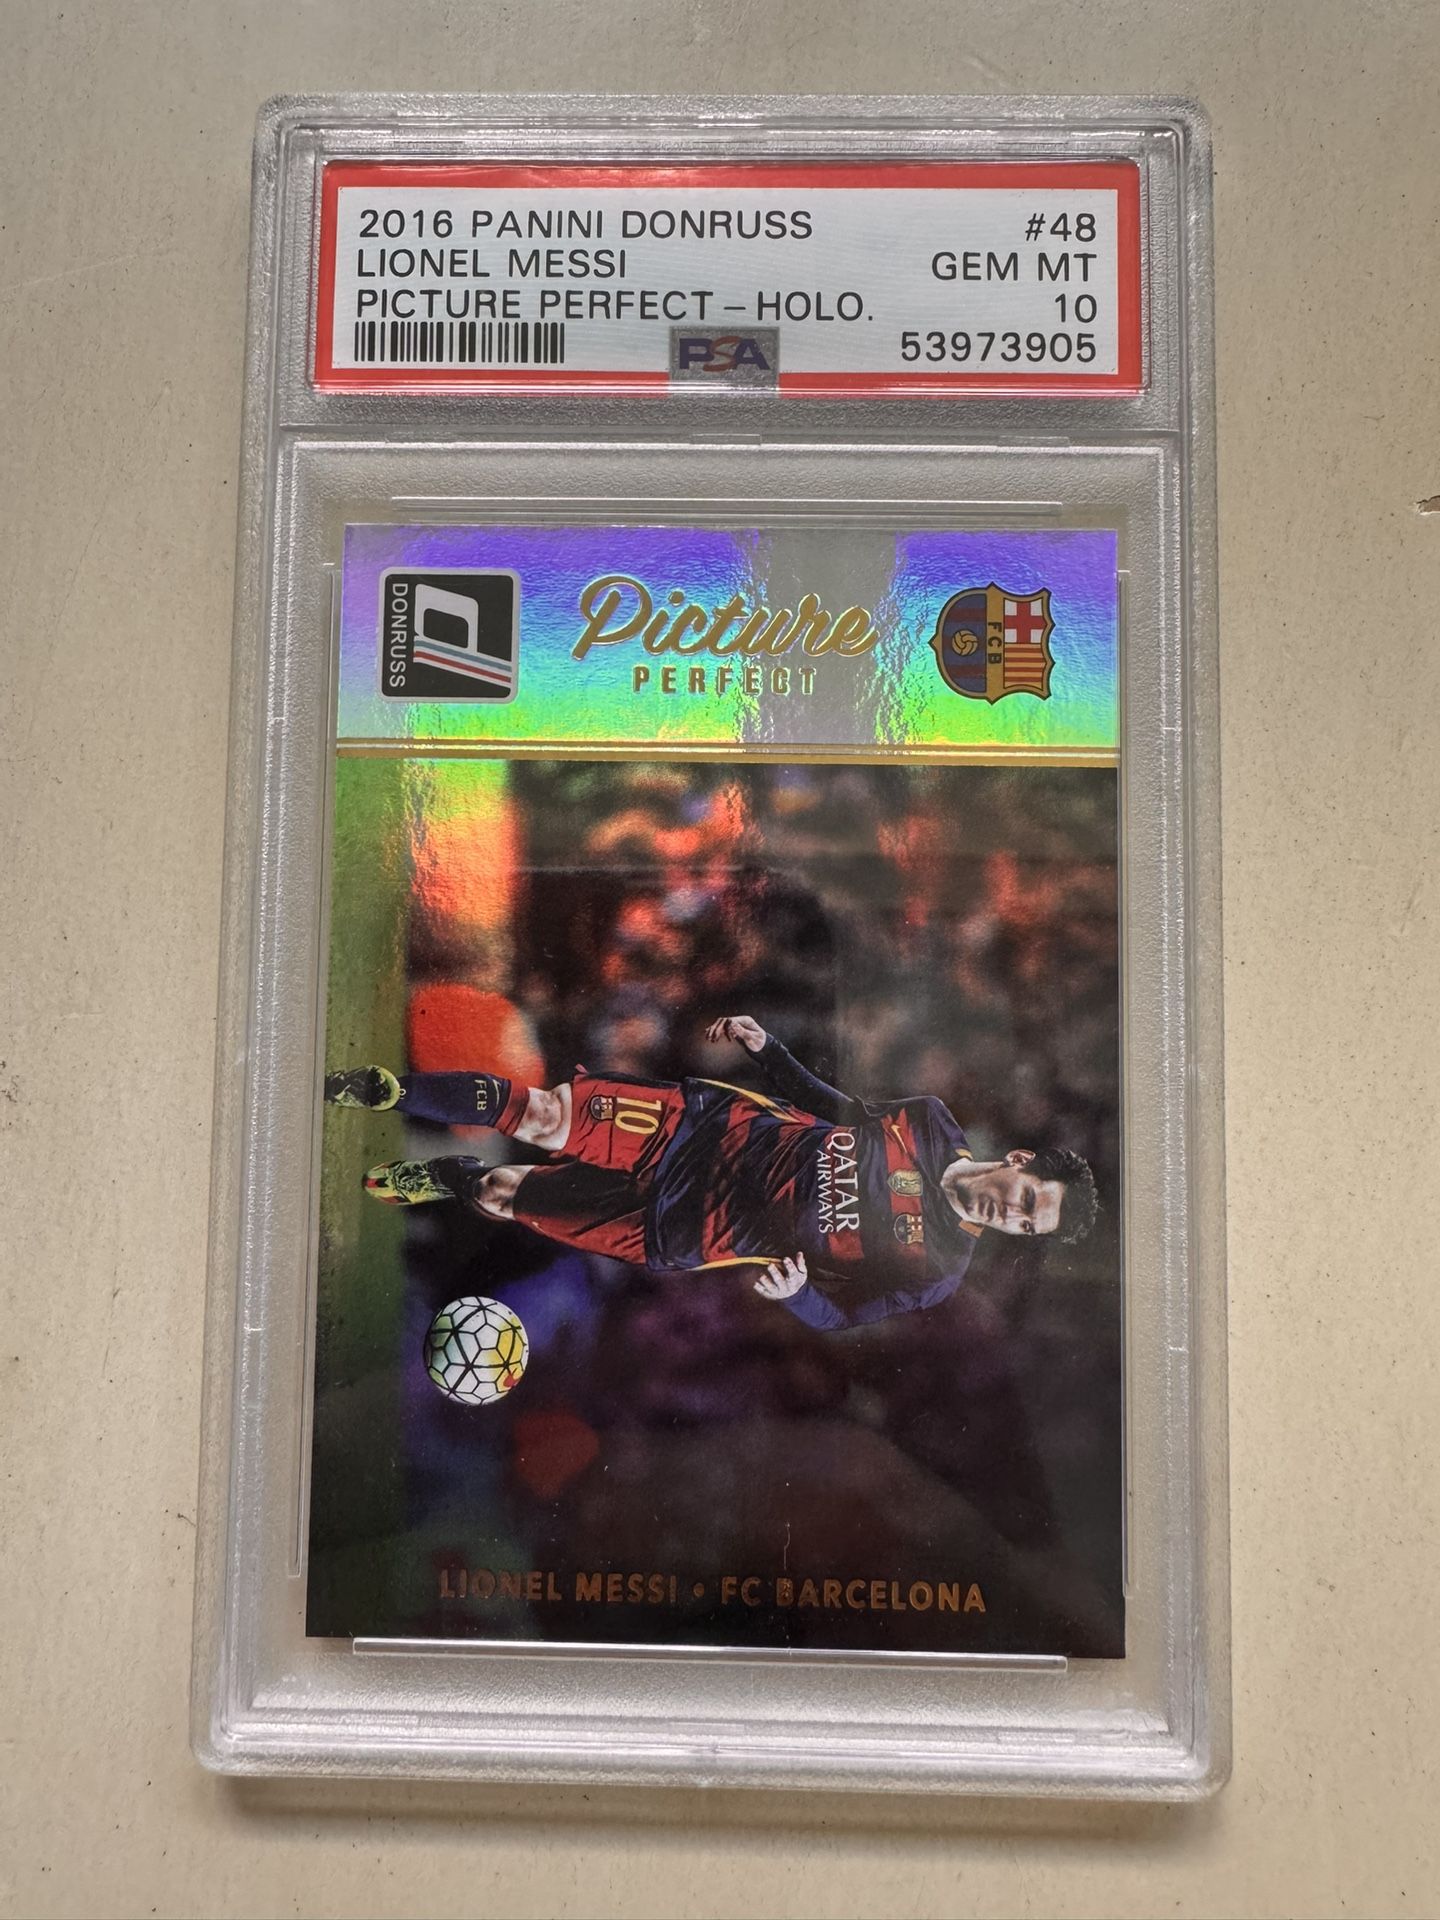 2016 PANINI DONRUSS #48
LIONEL MESSI GEM MT
PICTURE PERFECT – HOLO. 10
53973905
PSA
DONRUSS
Picture
PERFECT
FCB
FCB
10
QATAR
AIRWAYS
LIONEL MESSI • FC BARCELONA